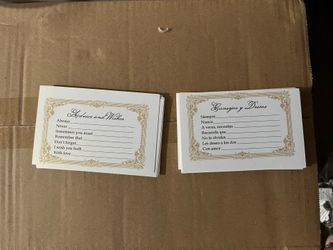 Advice and Wishes
Always
Never
Sometimes you must
Remember that
Don't forget
I wish you both
With love
Consejos y Deseos
Siempre
Nunca
A veces, necesitas
Recuerda que
No te olvides
Les deseo a los dos
Con amor